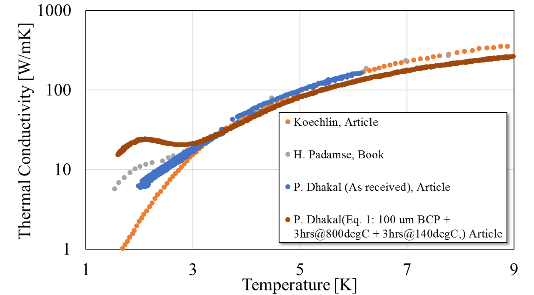 1000
100
10
1
Thermal Conductivity [W/mK]
Koechlin, Article
H. Padamse, Book
P. Dhakal (As received), Article
P. Dhakal(Eq. 1: 100 um BCP +
3hrs@800degC + 3hrs@140degC,) Article
1 3 5 7 9
Temperature [K]